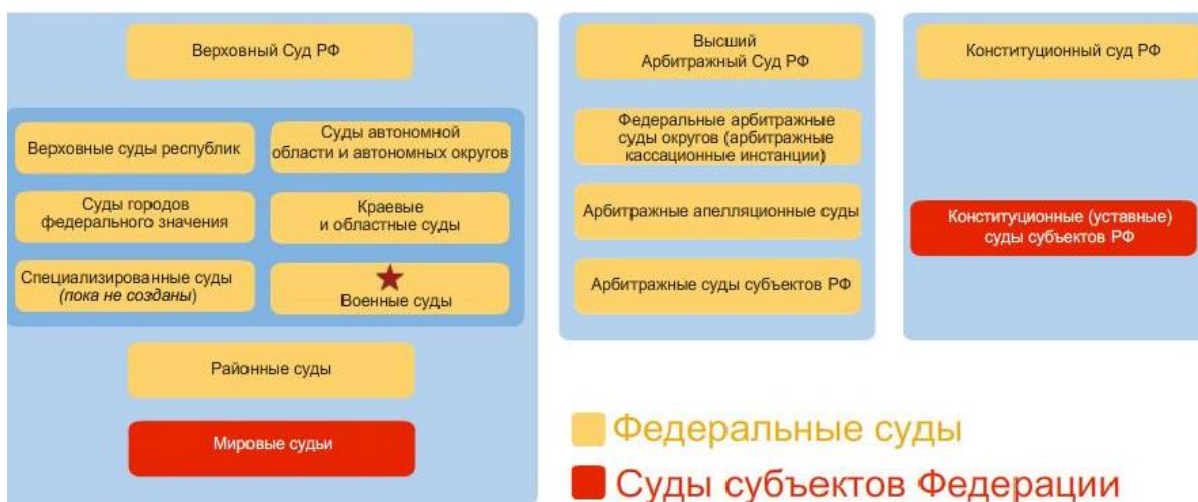 Верховный Суд РФ
Верховные суды республик
Суды автономной
области и автономных округов
Суды городов
федерального значения
Краевые
и областные суды
Специализированные суды
(пока не созданы)
Военные суды
Районные суды
Мировые судьи
Высший
Арбитражный Суд РФ
Федеральные арбитражные
суды округов (арбитражные
кассационные инстанции)
Арбитражные апелляционные суды
Арбитражные суды субъектов РФ
Конституционный суд РФ
Конституционные (уставные)
суды субъектов РФ
Федеральные суды
Суды субъектов Федерации